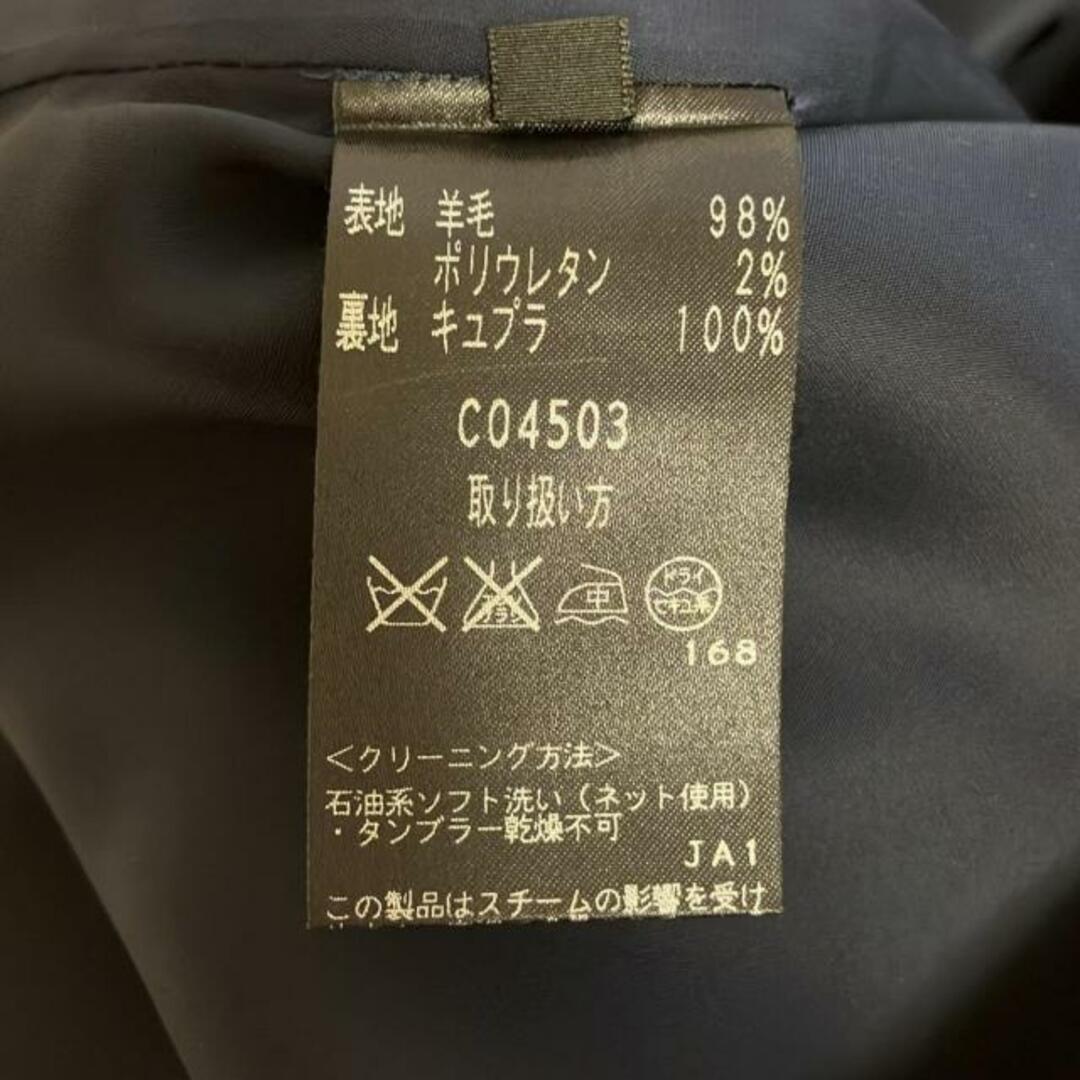 表地 羊毛 98%
ポリウレタン 2%
裏地 キュプラ 100%
C04503
取り扱い方
中 ドライ
セキユ系
168
<クリーニング方法>
石油系ソフト洗い(ネット使用)
・タンブラー乾燥不可
JA1
この製品はスチームの影響を受け